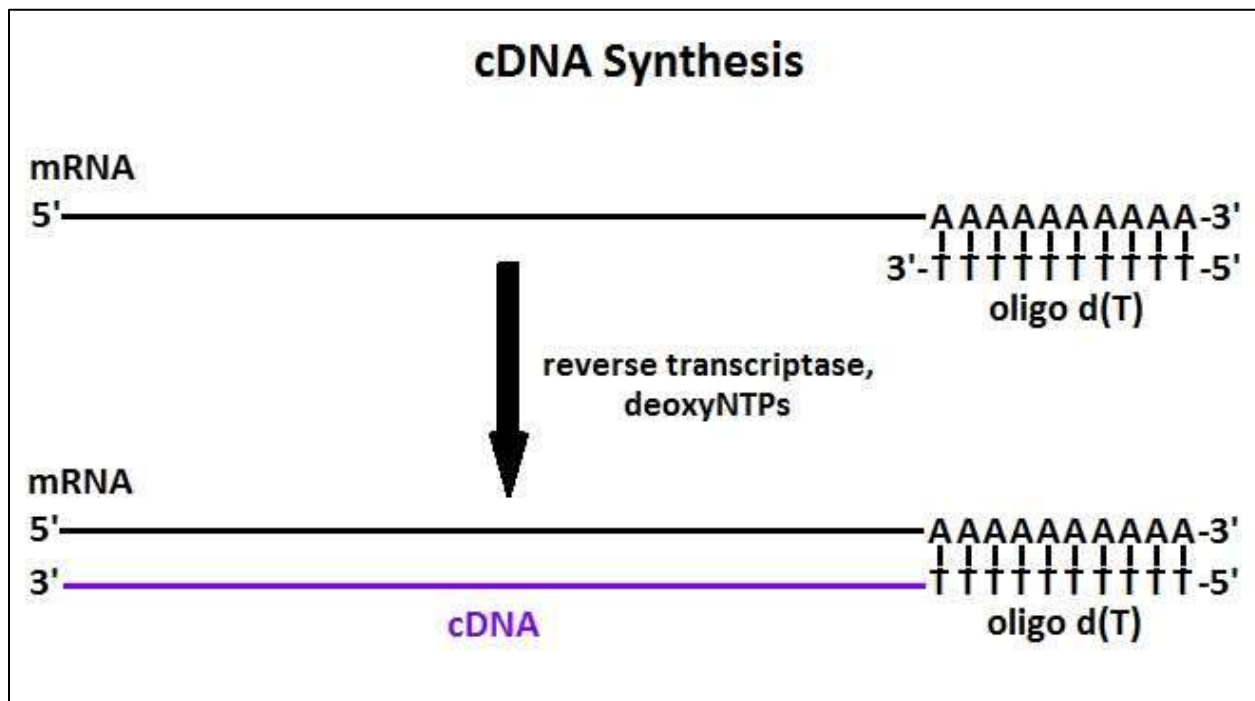 cDNA Synthesis
mRNA
5' AAAAAAAAAA-3'
3'-TTTTTTTTTT-5'
oligo d(T)
reverse transcriptase,
deoxyNTPs
mRNA
5' AAAAAAAAAA-3'
3' TTTTTTTTTT-5'
cDNA oligo d(T)